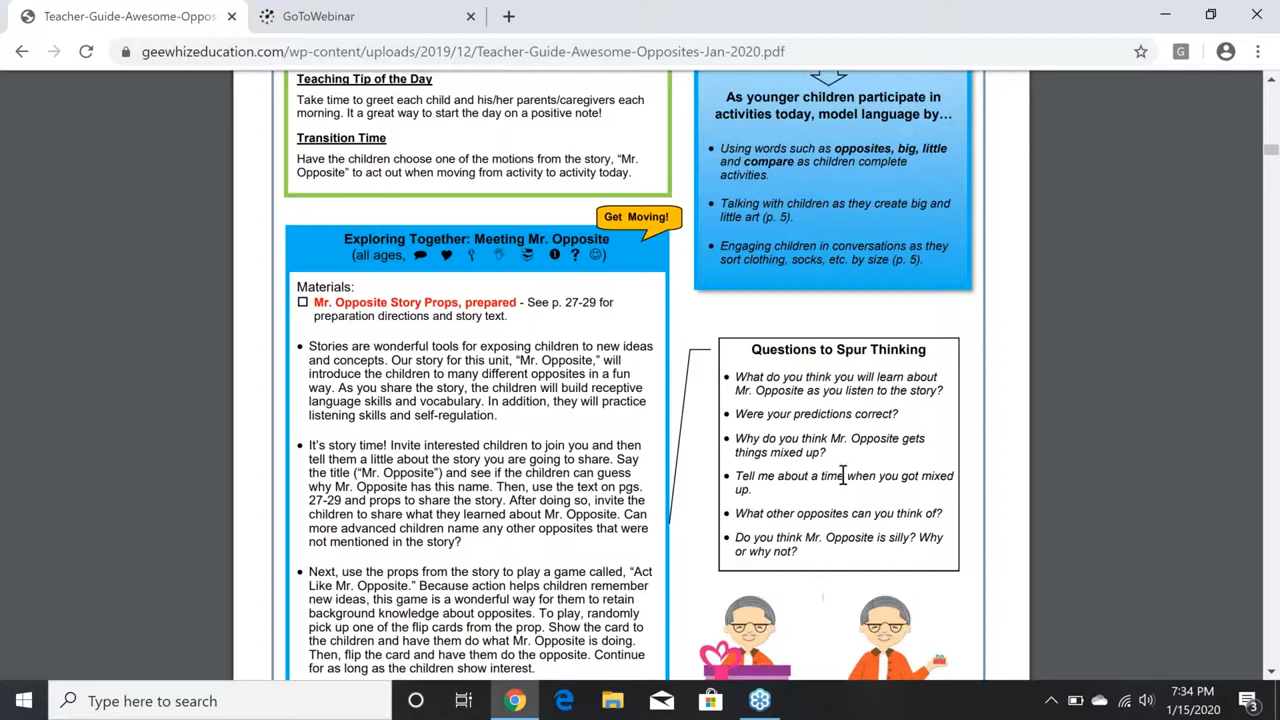 Teacher-Guide-Awesome-Oppos
GoToWebinar
geewhizeducation.com/wp-content/uploads/2019/12/Teacher-Guide-Awesome-Opposites-Jan-2020.pdf
G
Teaching Tip of the Day
Take time to greet each child and his/her parents/caregivers each
morning. It a great way to start the day on a positive note!
Transition Time
Have the children choose one of the motions from the story, “Mr.
Opposite” to act out when moving from activity to activity today.
As younger children participate in
activities today, model language by…
• Using words such as opposites, big, little
and compare as children complete
activities.
• Talking with children as they create big and
little art (p. 5).
• Engaging children in conversations as they
sort clothing, socks, etc. by size (p. 5).
Get Moving!
Exploring Together: Meeting Mr. Opposite
(all ages, ?)
Materials:
Mr. Opposite Story Props, prepared - See p. 27-29 for
preparation directions and story text.
• Stories are wonderful tools for exposing children to new ideas
and concepts. Our story for this unit, “Mr. Opposite,” will
introduce the children to many different opposites in a fun
way. As you share the story, the children will build receptive
language skills and vocabulary. In addition, they will practice
listening skills and self-regulation.
• It’s story time! Invite interested children to join you and then
tell them a little about the story you are going to share. Say
the title (“Mr. Opposite”) and see if the children can guess
why Mr. Opposite has this name. Then, use the text on pgs.
27-29 and props to share the story. After doing so, invite the
children to share what they learned about Mr. Opposite. Can
more advanced children name any other opposites that were
not mentioned in the story?
• Next, use the props from the story to play a game called, “Act
Like Mr. Opposite.” Because action helps children remember
new ideas, this game is a wonderful way for them to retain
background knowledge about opposites. To play, randomly
pick up one of the flip cards from the prop. Show the card to
the children and have them do what Mr. Opposite is doing.
Then, flip the card and have them do the opposite. Continue
for as long as the children show interest.
Questions to Spur Thinking
• What do you think you will learn about
Mr. Opposite as you listen to the story?
• Were your predictions correct?
• Why do you think Mr. Opposite gets
things mixed up?
• Tell me about a time when you got mixed
up.
• What other opposites can you think of?
• Do you think Mr. Opposite is silly? Why
or why not?
Type here to search
7:34 PM
1/15/2020
3